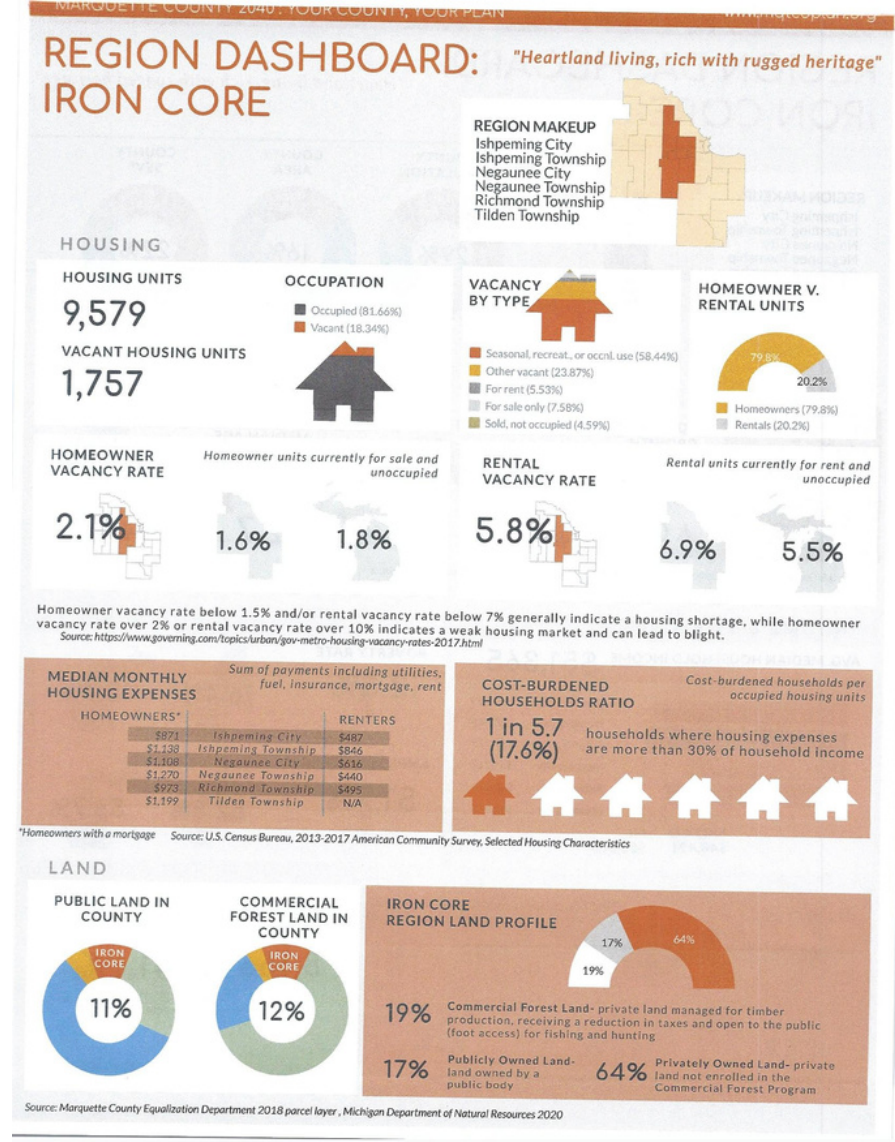 MARQUETTE COUNTY 2040 : YOUR COUNTY, YOUR PLAN
REGION DASHBOARD:
IRON CORE
"Heartland living, rich with rugged heritage"
REGION MAKEUP
Ishpeming City
Ishpeming Township
Negaunee City
Negaunee Township
Richmond Township
Tilden Township
HOUSING
HOUSING UNITS
9,579
VACANT HOUSING UNITS
1,757
OCCUPATION
Occupied (81.66%)
Vacant (18.34%)
VACANCY
BY TYPE
Seasonal, recreat., or occnl. use (58.44%)
Other vacant (23.87%)
For rent (5.53%)
For sale only (7.58%)
Sold, not occupied (4.59%)
HOMEOWNER V.
RENTAL UNITS
79.8%
20.2%
Homeowners (79.8%)
Rentals (20.2%)
HOMEOWNER
VACANCY RATE
Homeowner units currently for sale and
unoccupied
2.1%
1.6%
1.8%
RENTAL
VACANCY RATE
Rental units currently for rent and
unoccupied
5.8%
6.9%
5.5%
Homeowner vacancy rate below 1.5% and/or rental vacancy rate below 7% generally indicate a housing shortage, while homeowner
vacancy rate over 2% or rental vacancy rate over 10% indicates a weak housing market and can lead to blight.
Source: https://www.governing.com/topics/urban/gov-metro-housing-vacancy-rates-2017.html
MEDIAN MONTHLY
HOUSING EXPENSES
Sum of payments including utilities,
fuel, insurance, mortgage, rent
HOMEOWNERS* RENTERS
$871 Ishpeming City $487
$1,138 Ishpeming Township $846
$1,108 Negaunee City $616
$1,270 Negaunee Township $440
$973 Richmond Township $495
$1,199 Tilden Township N/A
COST-BURDENED
HOUSEHOLDS RATIO
Cost-burdened households per
occupied housing units
1 in 5.7
(17.6%)
households where housing expenses
are more than 30% of household income
*Homeowners with a mortgage Source: U.S. Census Bureau, 2013-2017 American Community Survey, Selected Housing Characteristics
LAND
PUBLIC LAND IN
COUNTY
IRON
CORE
11%
COMMERCIAL
FOREST LAND IN
COUNTY
IRON
CORE
12%
IRON CORE
REGION LAND PROFILE
17%
64%
19%
19% Commercial Forest Land- private land managed for timber
production, receiving a reduction in taxes and open to the public
(foot access) for fishing and hunting
17% Publicly Owned Land-
land owned by a
public body
64% Privately Owned Land- private
land not enrolled in the
Commercial Forest Program
Source: Marquette County Equalization Department 2018 parcel layer , Michigan Department of Natural Resources 2020